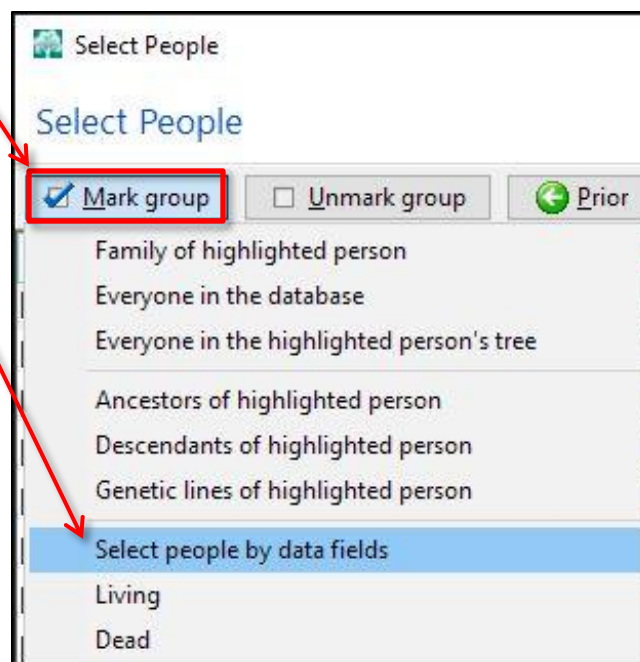 Select People
Select People
Mark group Unmark group Prior
Family of highlighted person
Everyone in the database
Everyone in the highlighted person's tree
Ancestors of highlighted person
Descendants of highlighted person
Genetic lines of highlighted person
Select people by data fields
Living
Dead